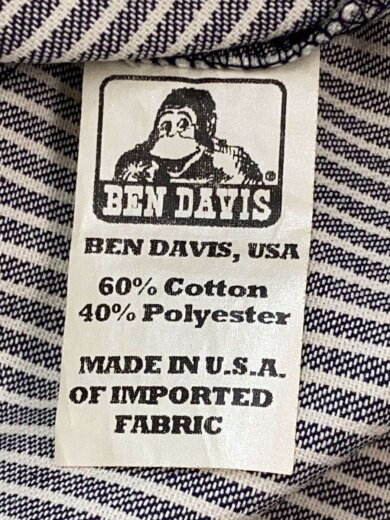 BEN DAVIS
®
BEN DAVIS, USA
60% Cotton
40% Polyester
MADE IN U.S.A.
OF IMPORTED
FABRIC